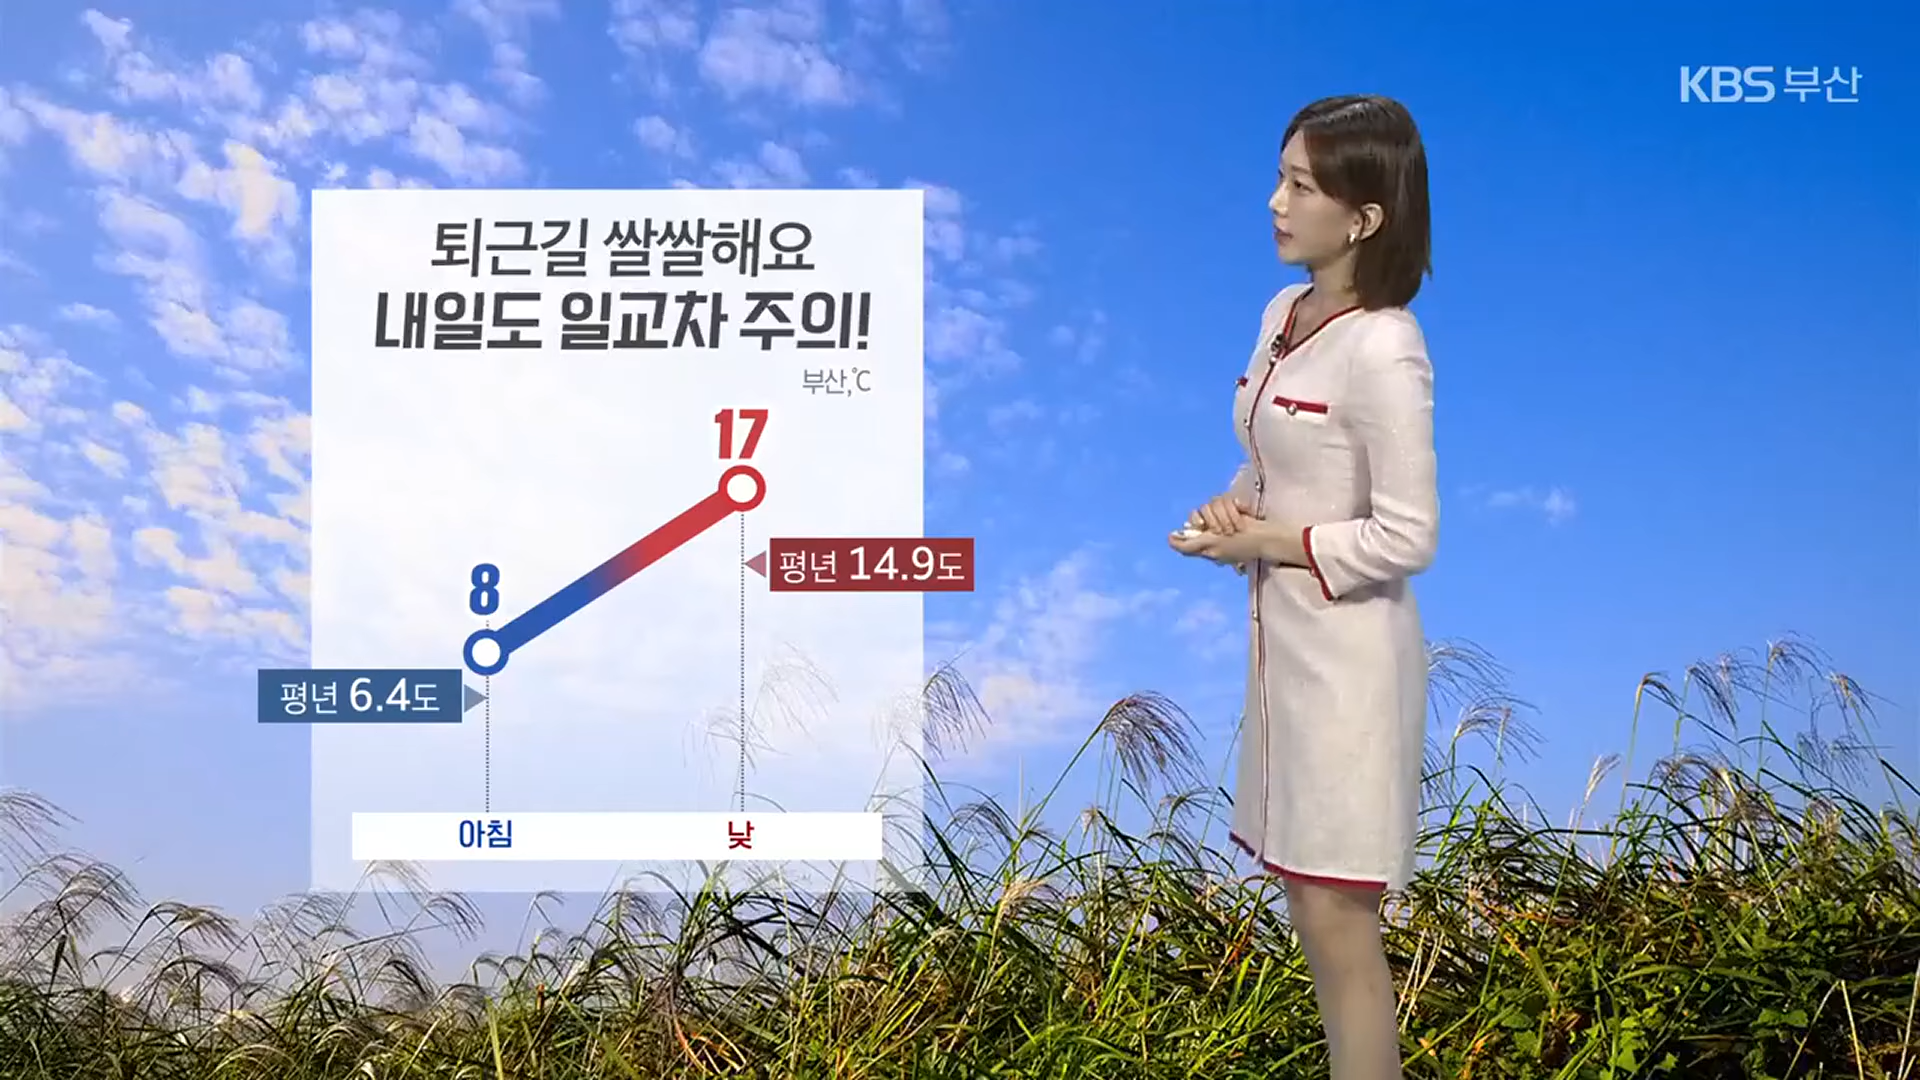 KBS 부산
퇴근길 쌀쌀해요
내일도 일교차 주의!
부산,℃
17
평년 14.9도
8
평년 6.4도
아침 낮